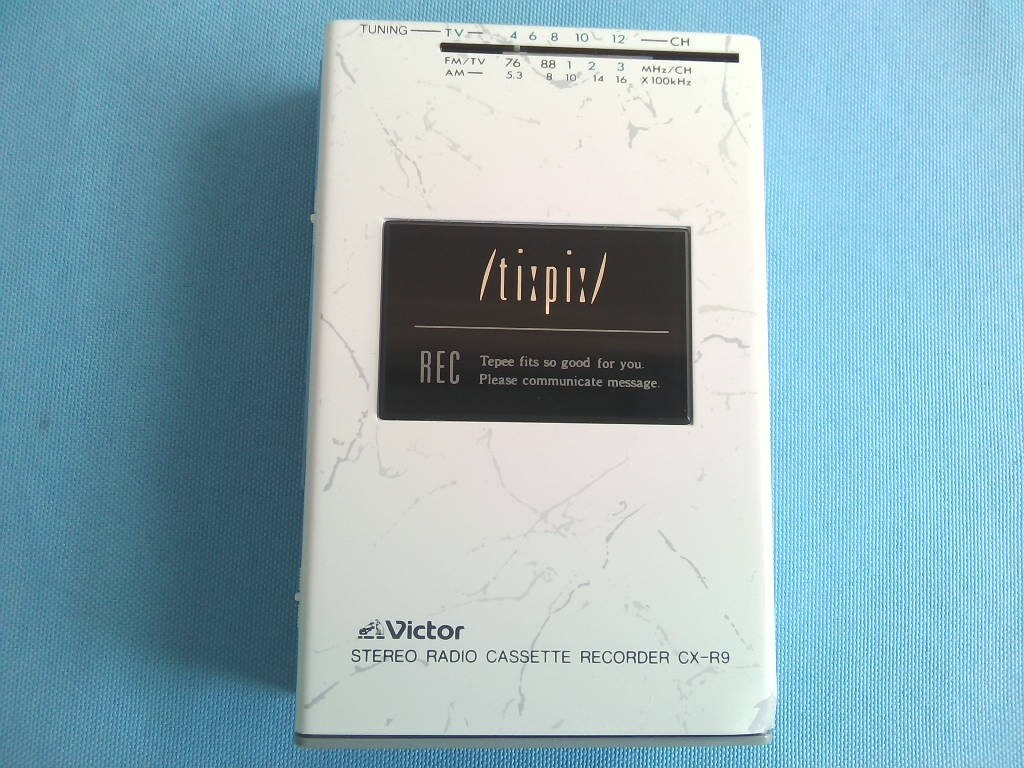 TUNING TV 4 6 8 10 12 CH
FM/TV 76 88 1 2 3 MHz/CH
AM 5.3 8 10 14 16 X100kHz
/tixpix/
REC
Tepee fits so good for you.
Please communicate message.
Victor
STEREO RADIO CASSETTE RECORDER CX-R9